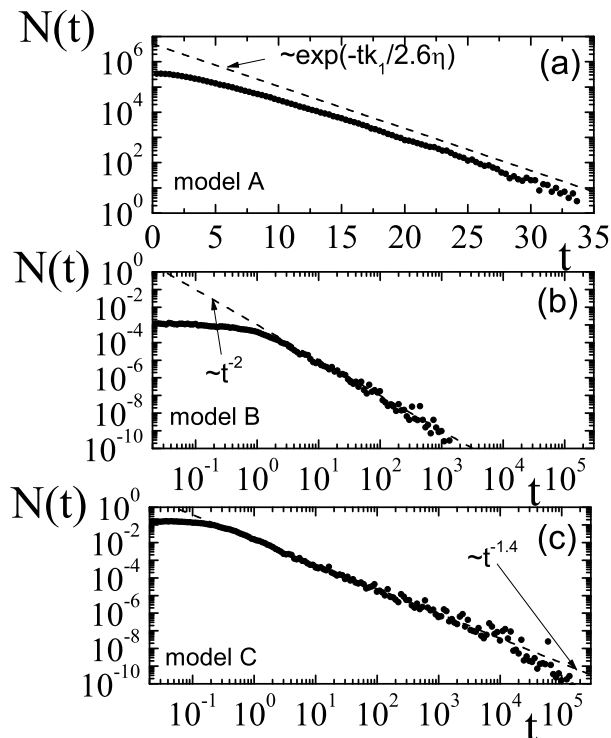 N(t)
10^6
10^4
10^2
10^0
~exp(-tk_1/2.6η)
(a)
model A
0 5 10 15 20 25 30 35
t
N(t)
10^0
10^-2
10^-4
10^-6
10^-8
10^-10
(b)
~t^-2
model B
10^-1 10^0 10^1 10^2 10^3 10^4 10^5
t
N(t)
10^0
10^-2
10^-4
10^-6
10^-8
10^-10
(c)
~t^-1.4
model C
10^-1 10^0 10^1 10^2 10^3 10^4 10^5
t